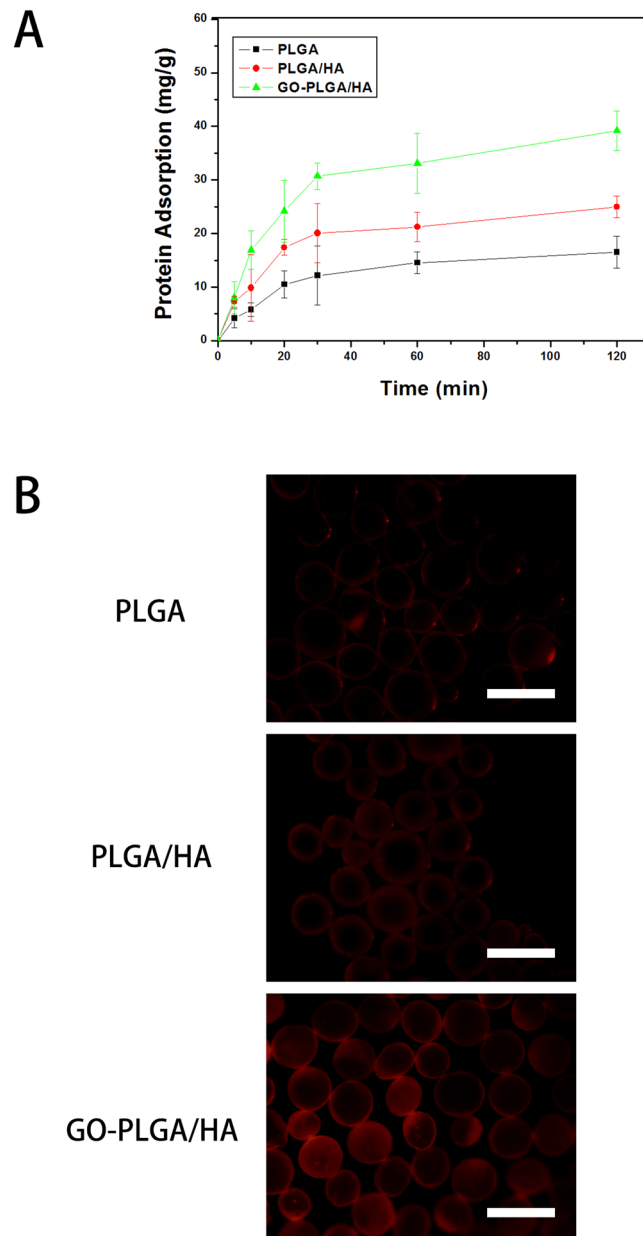 A
60
50
40
30
20
10
0
Protein Adsorption (mg/g)
PLGA
PLGA/HA
GO-PLGA/HA
0 20 40 60 80 100 120
Time (min)
B
PLGA
PLGA/HA
GO-PLGA/HA